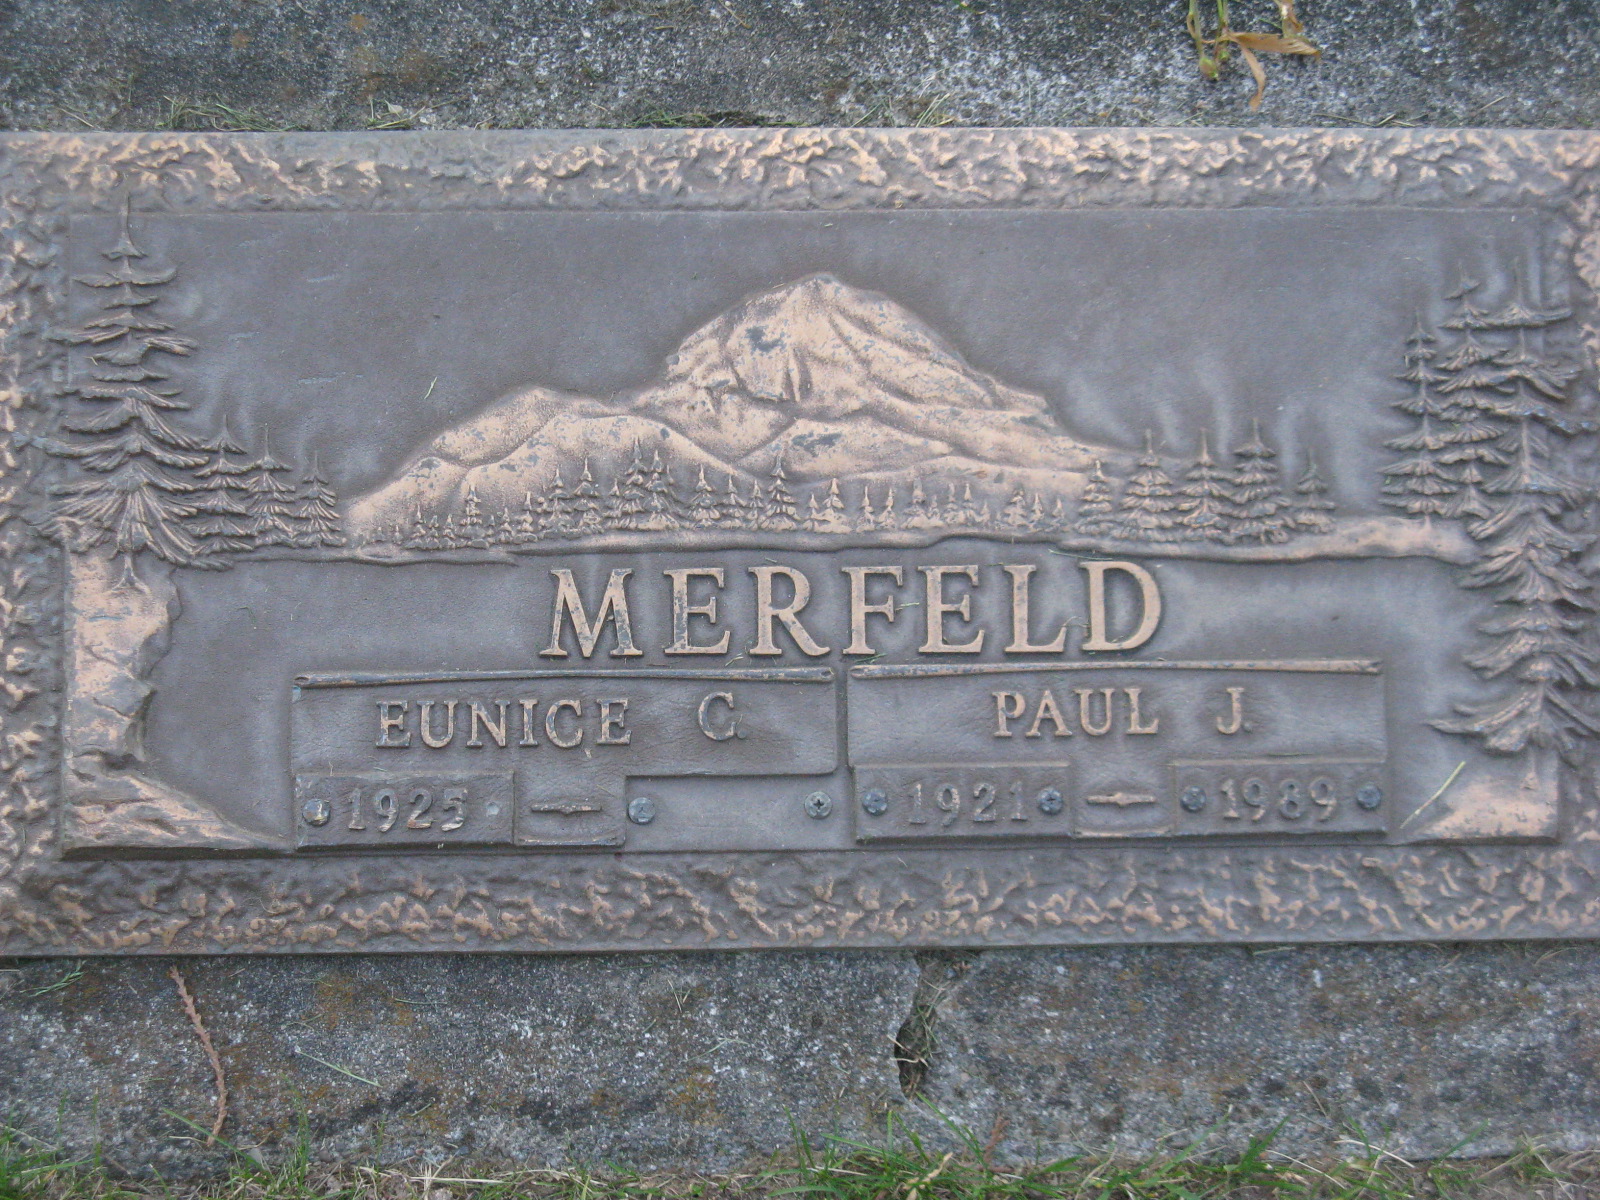 MERFELD
EUNICE C. PAUL J.
1925 — 1921 — 1989